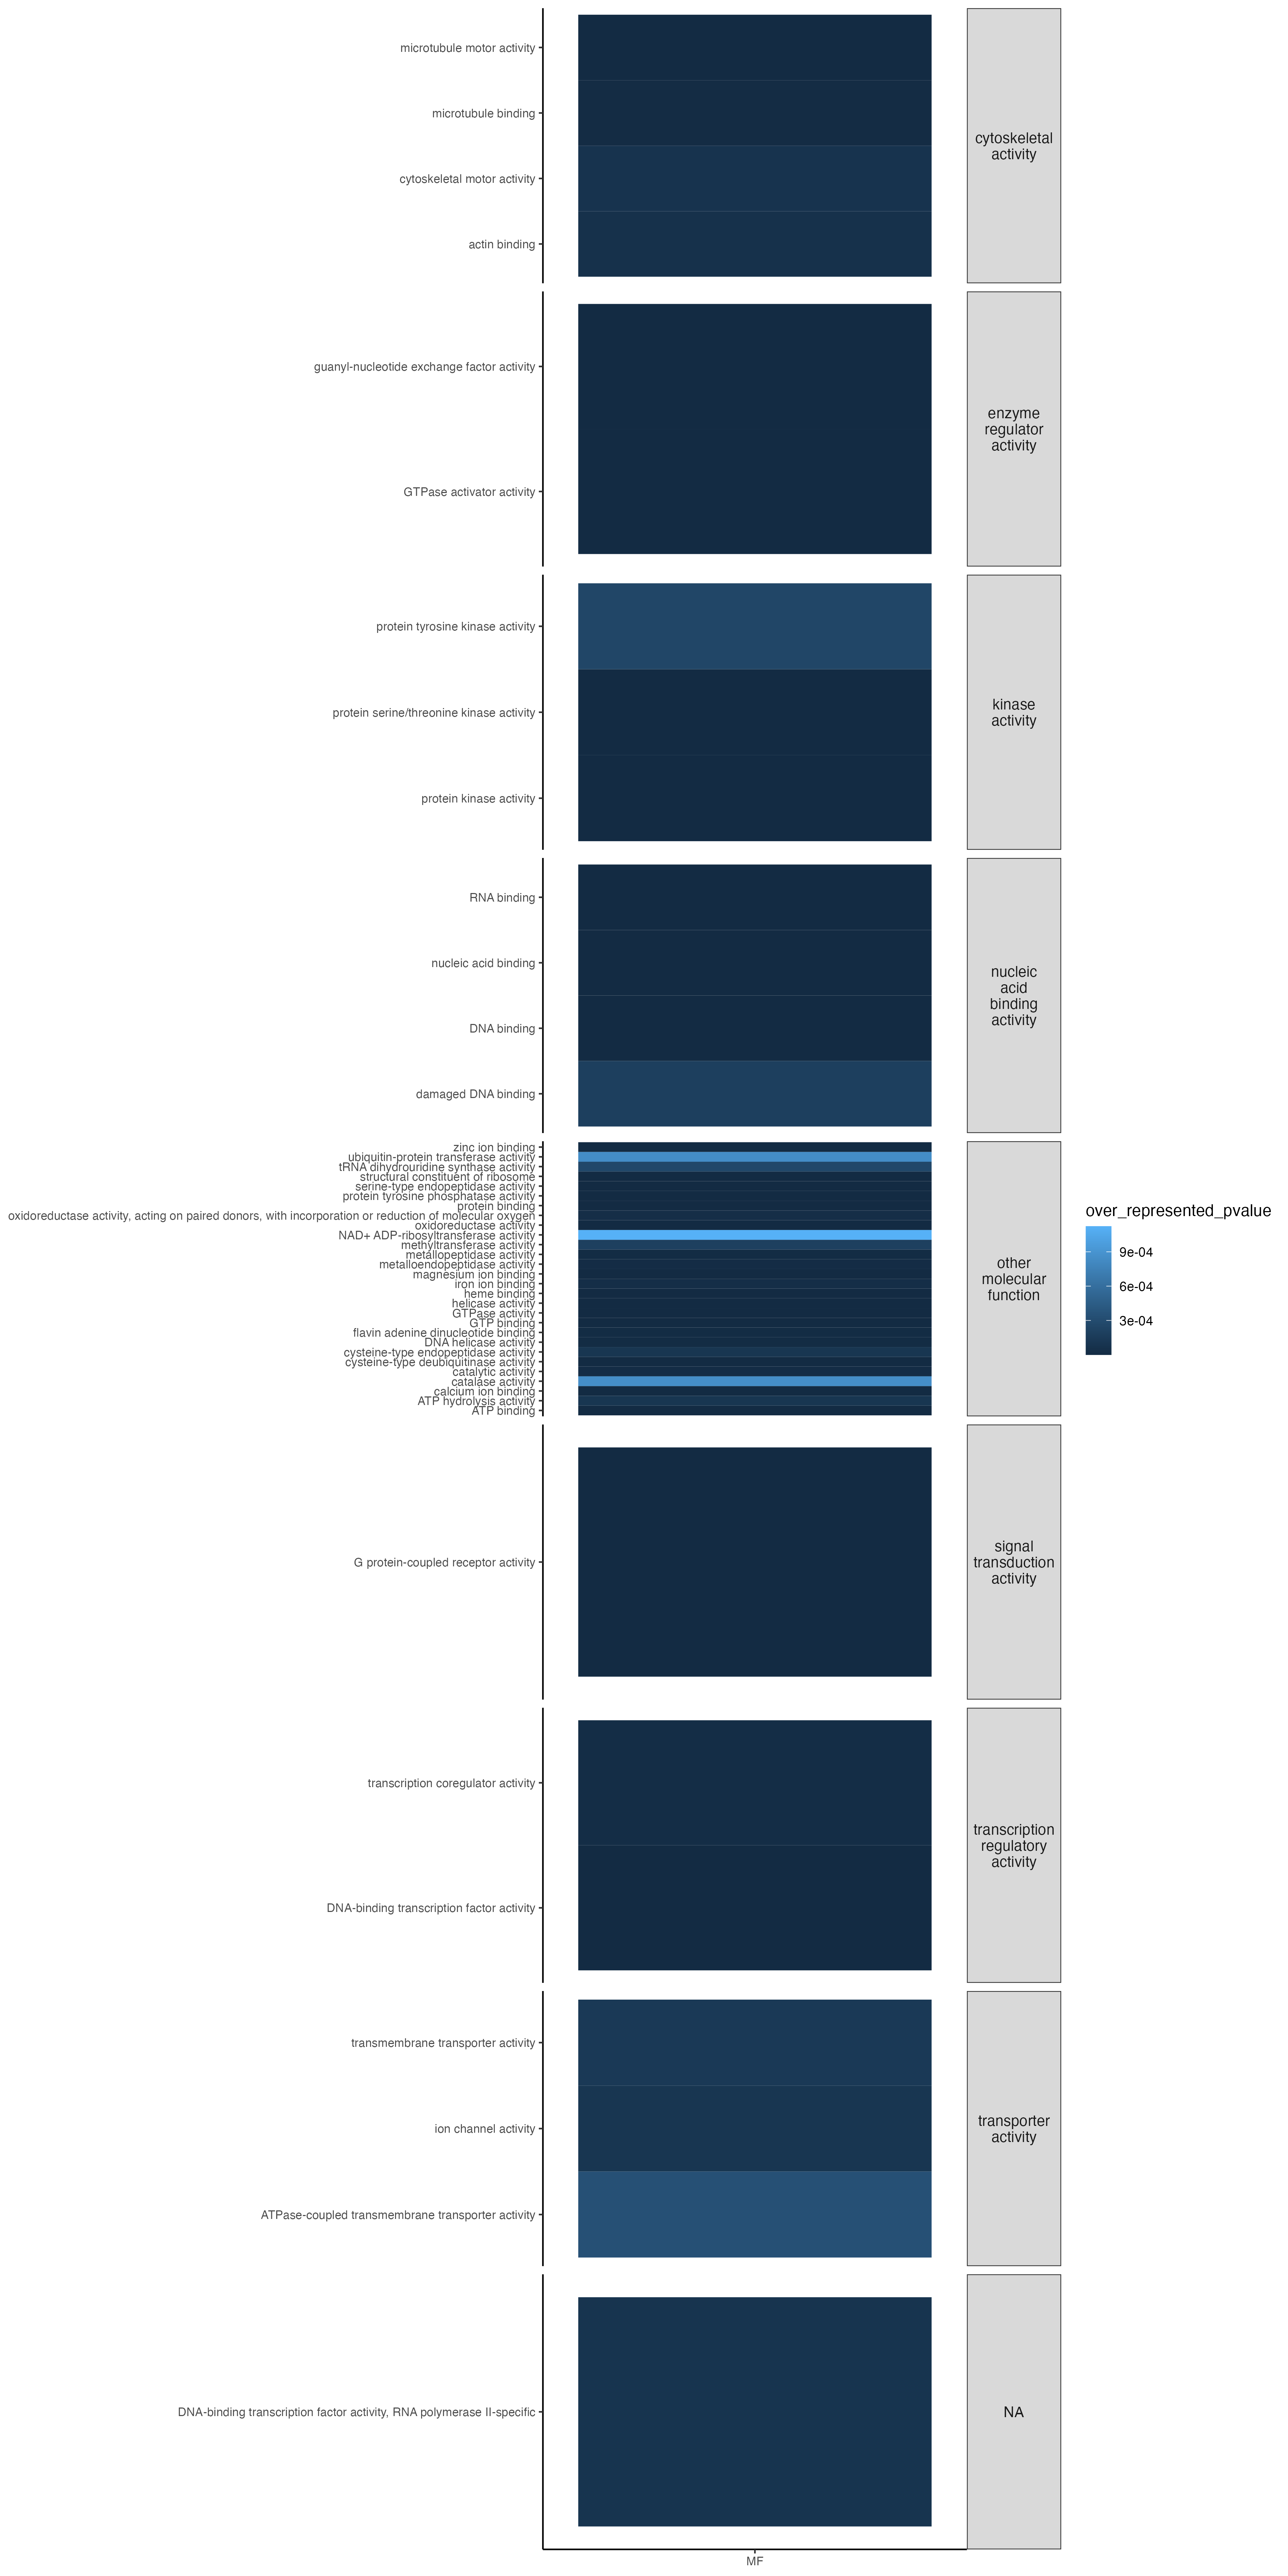 microtubule motor activity
microtubule binding
cytoskeletal motor activity
actin binding
cytoskeletal
activity
guanyl-nucleotide exchange factor activity
GTPase activator activity
enzyme
regulator
activity
protein tyrosine kinase activity
protein serine/threonine kinase activity
protein kinase activity
kinase
activity
RNA binding
nucleic acid binding
DNA binding
damaged DNA binding
nucleic
acid
binding
activity
zinc ion binding
ubiquitin-protein transferase activity
tRNA dihydrouridine synthase activity
structural constituent of ribosome
serine-type endopeptidase activity
protein tyrosine phosphatase activity
protein binding
oxidoreductase activity, acting on paired donors, with incorporation or reduction of molecular oxygen
oxidoreductase activity
NAD+ ADP-ribosyltransferase activity
methyltransferase activity
metallopeptidase activity
metalloendopeptidase activity
magnesium ion binding
iron ion binding
heme binding
helicase activity
GTPase activity
GTP binding
flavin adenine dinucleotide binding
DNA helicase activity
cysteine-type endopeptidase activity
cysteine-type deubiquitinase activity
catalytic activity
catalase activity
calcium ion binding
ATP hydrolysis activity
ATP binding
other
molecular
function
over_represented_pvalue
9e-04
6e-04
3e-04
G protein-coupled receptor activity
signal
transduction
activity
transcription coregulator activity
DNA-binding transcription factor activity
transcription
regulatory
activity
transmembrane transporter activity
ion channel activity
ATPase-coupled transmembrane transporter activity
transporter
activity
DNA-binding transcription factor activity, RNA polymerase II-specific
NA
MF